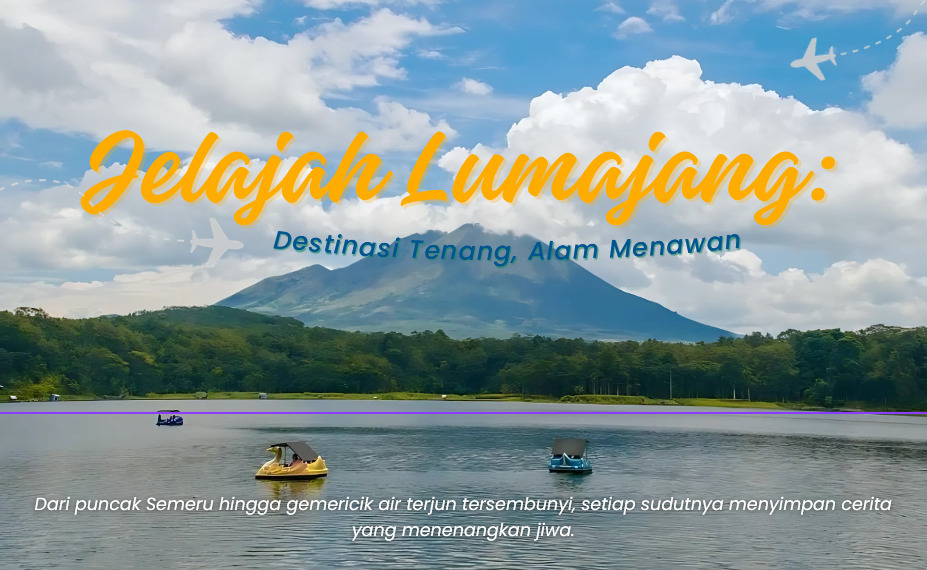 Jelajah Lumajang:
Destinasi Tenang, Alam Menawan
Dari puncak Semeru hingga gemericik air terjun tersembunyi, setiap sudutnya menyimpan cerita
yang menenangkan jiwa.